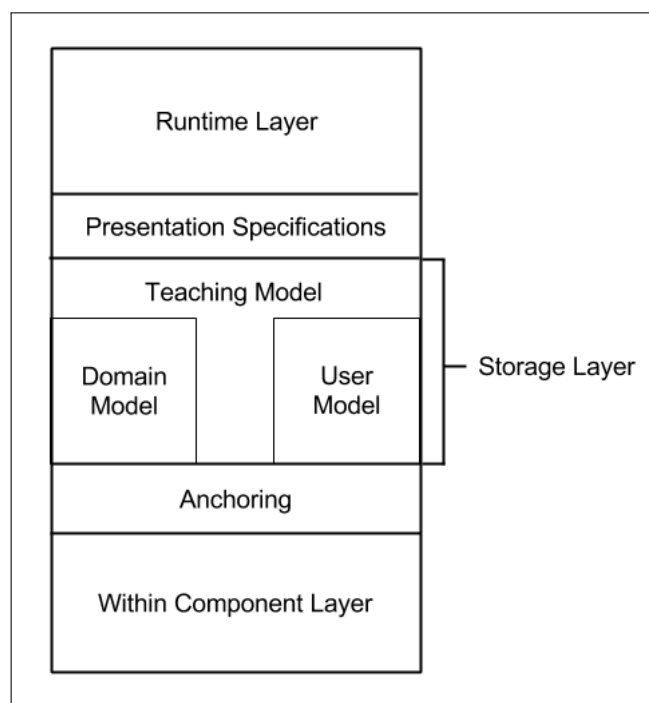 Runtime Layer
Presentation Specifications
Teaching Model
Domain
Model
User
Model
Storage Layer
Anchoring
Within Component Layer